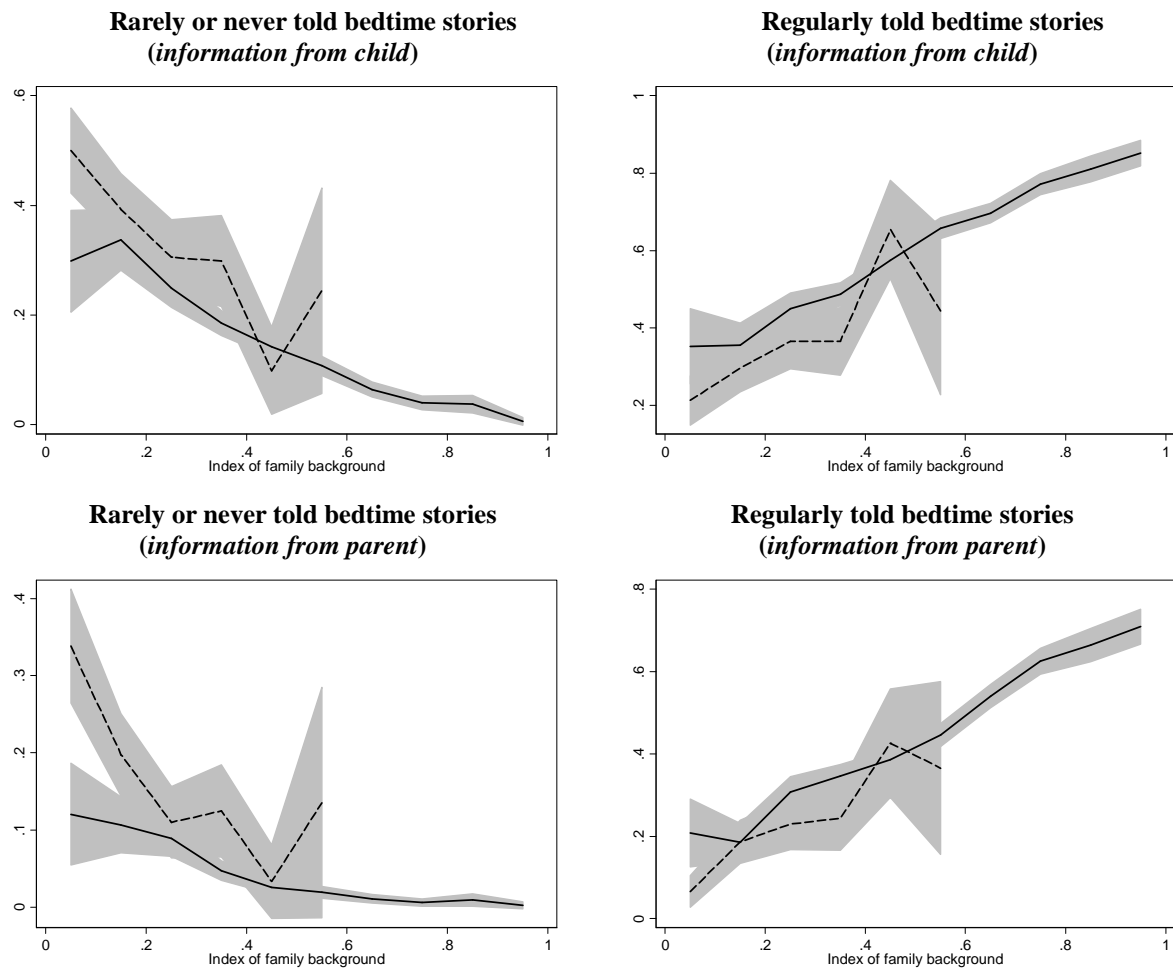 Rarely or never told bedtime stories
(information from child)
.6
.4
.2
0
0 .2 .4 .6 .8 1
Index of family background
Regularly told bedtime stories
(information from child)
1
.8
.6
.4
.2
0 .2 .4 .6 .8 1
Index of family background
Rarely or never told bedtime stories
(information from parent)
.4
.3
.2
.1
0
0 .2 .4 .6 .8 1
Index of family background
Regularly told bedtime stories
(information from parent)
.8
.6
.4
.2
0
0 .2 .4 .6 .8 1
Index of family background